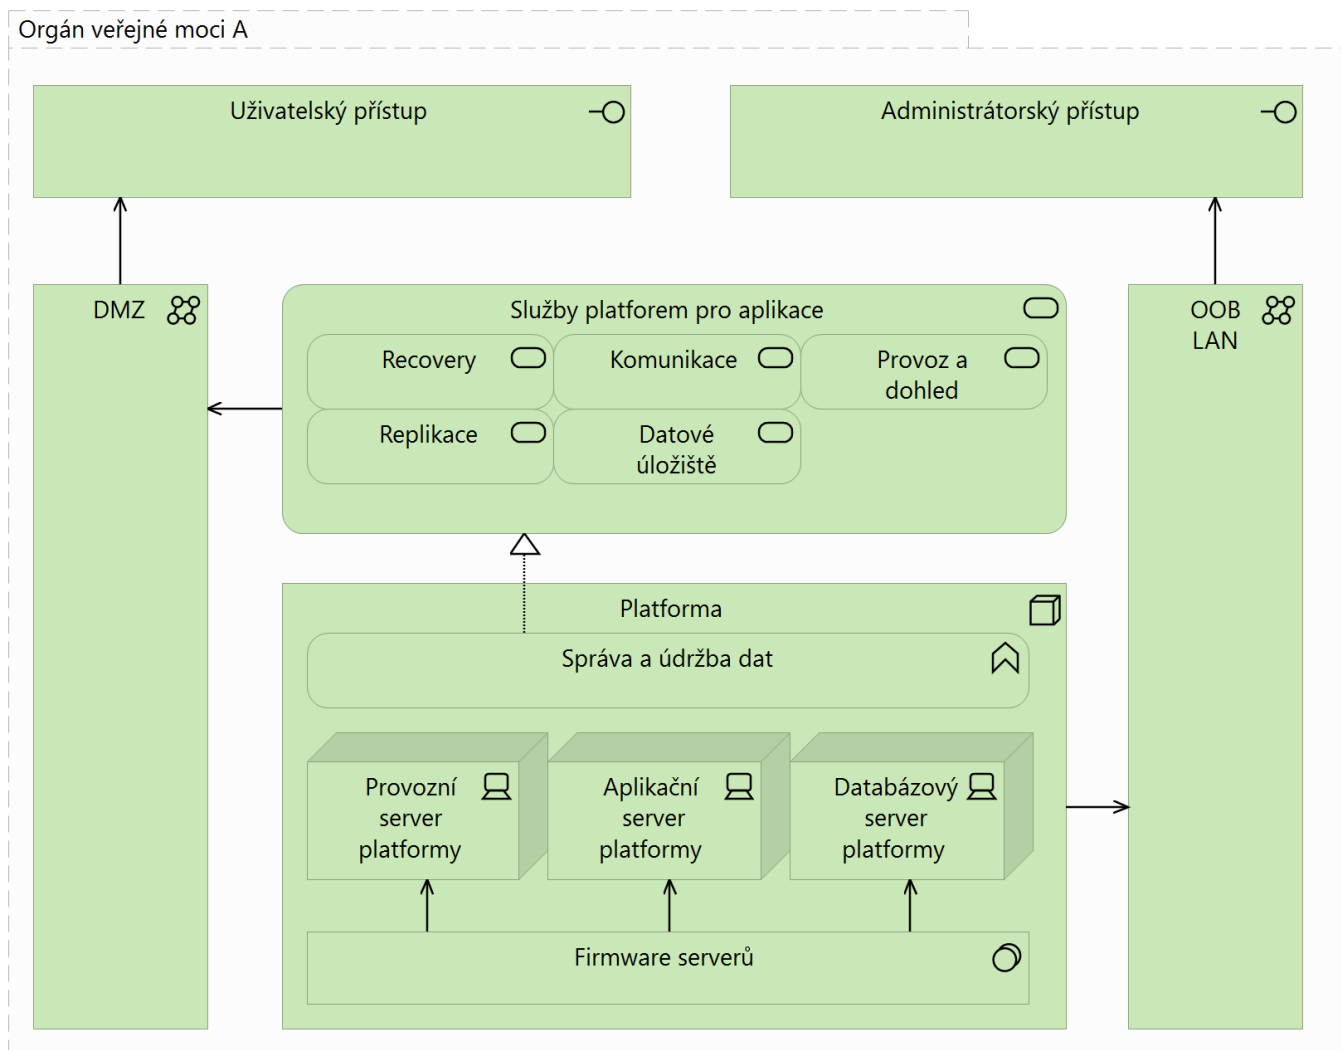 Orgán veřejné moci A
Uživatelský přístup
Administrátorský přístup
DMZ
Služby platforem pro aplikace
OOB
LAN
Recovery
Komunikace
Provoz a
dohled
Replikace
Datové
úložiště
Platforma
Správa a údržba dat
Provozní
server
platformy
Aplikační
server
platformy
Databázový
server
platformy
Firmware serverů